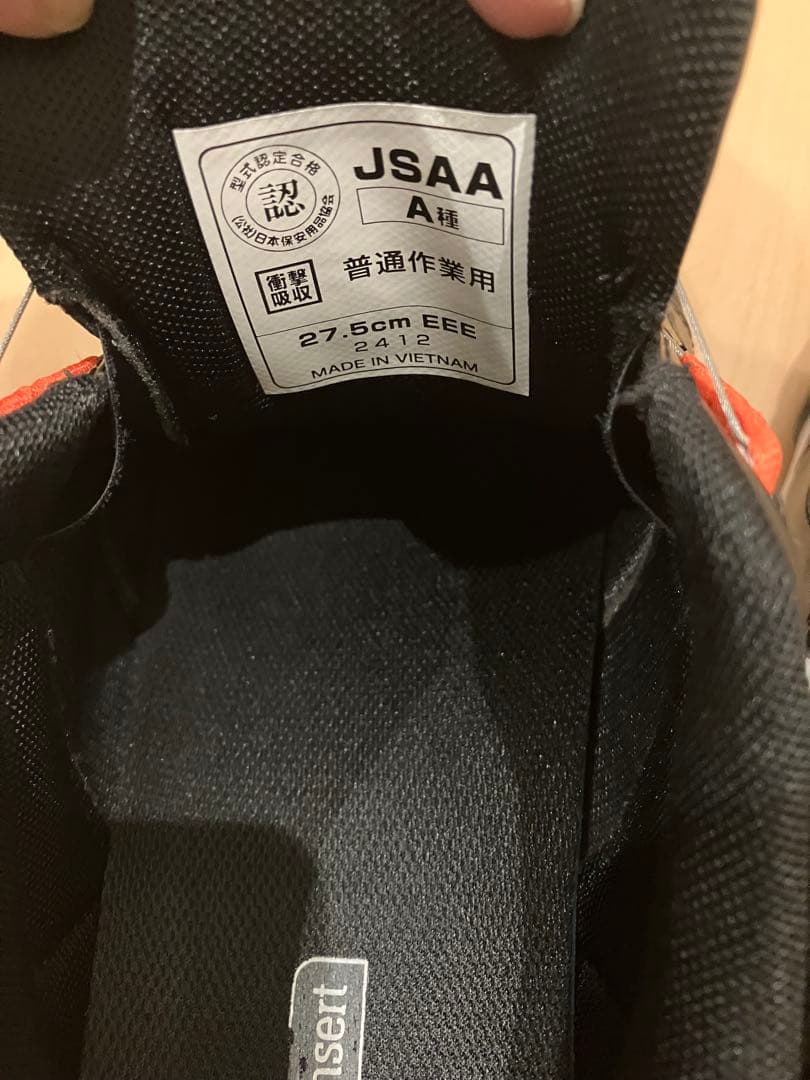 型式認定合格
認
(公社)日本保安用品協会
JSAA
A種
衝撃
吸収
普通作業用
27.5cm EEE
2412
MADE IN VIETNAM
nsert